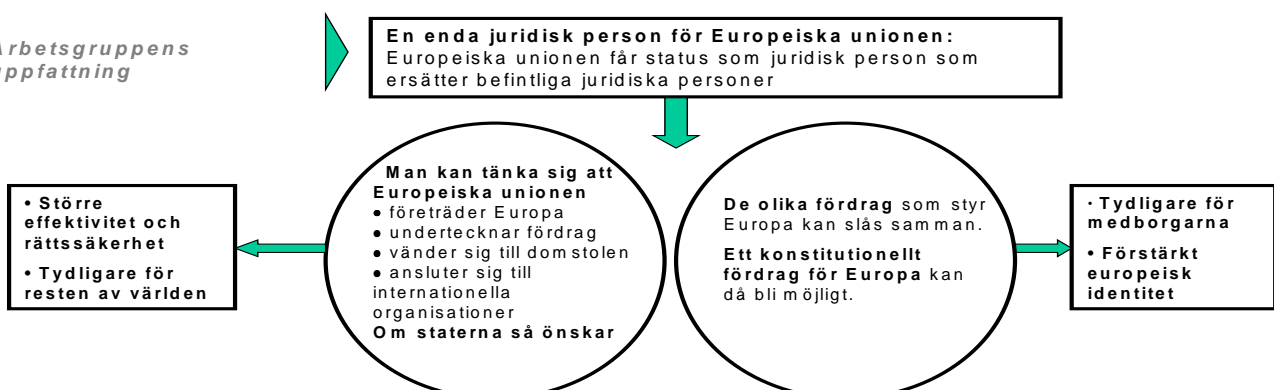 Arbetsgruppens
uppfattning
En enda juridisk person för Europeiska unionen:
Europeiska unionen får status som juridisk person som
ersätter befintliga juridiska personer
• Större
effektivitet och
rättssäkerhet
• Tydligare för
resten av världen
Man kan tänka sig att
Europeiska unionen
• företräder Europa
• undertecknar fördrag
• vänder sig till domstolen
• ansluter sig till
internationella
organisationer
Om staterna så önskar
De olika fördrag som styr
Europa kan slås samman.
Ett konstitutionellt
fördrag för Europa kan
då bli möjligt.
· Tydligare för
medborgarna
• Förstärkt
europeisk
identitet